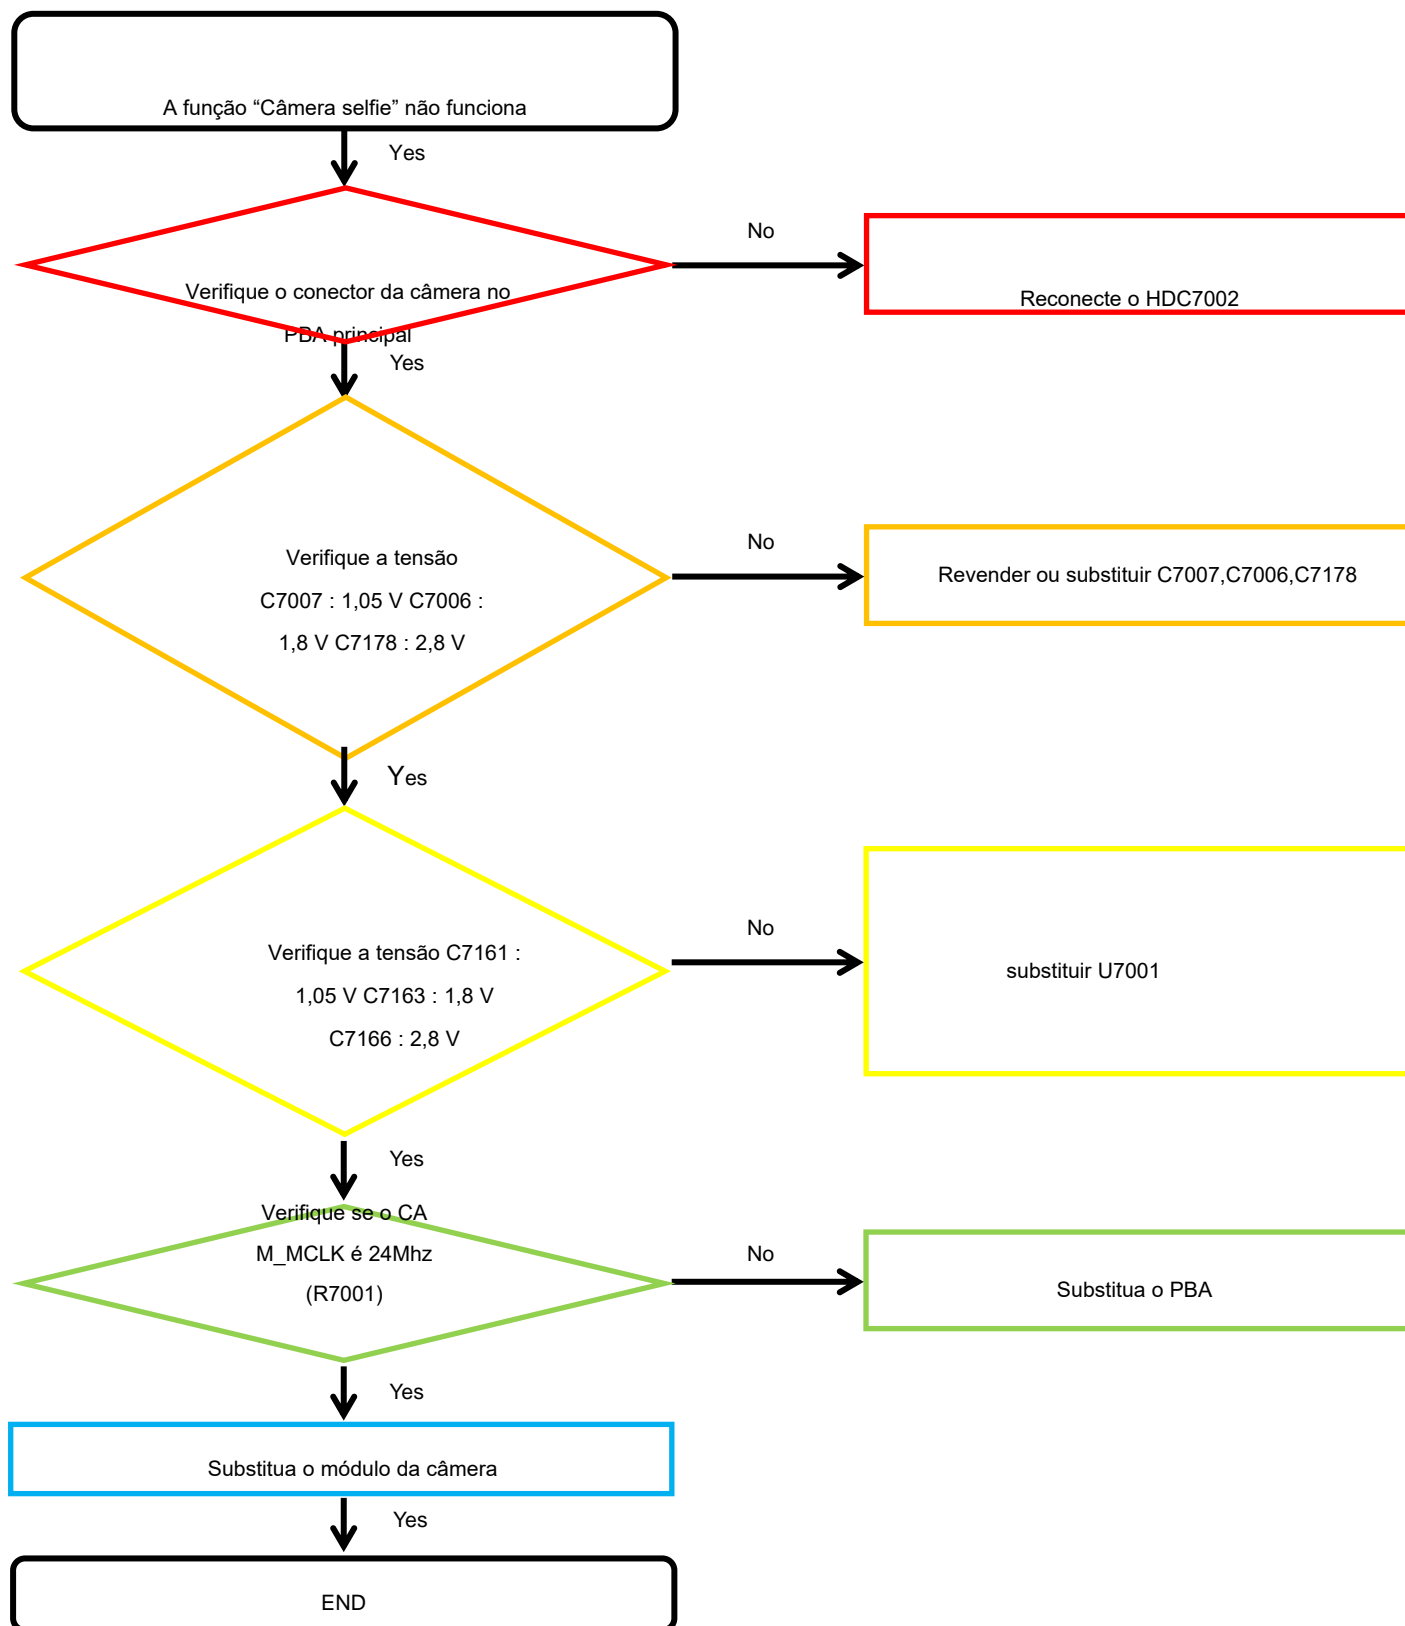 A função “Câmera selfie” não funciona
Yes
No
Verifique o conector da câmera no
PBA principal
Reconecte o HDC7002
Yes
No
Verifique a tensão
C7007 : 1,05 V C7006 :
1,8 V C7178 : 2,8 V
Revender ou substituir C7007,C7006,C7178
Yes
No
Verifique a tensão C7161 :
1,05 V C7163 : 1,8 V
C7166 : 2,8 V
substituir U7001
Yes
Verifique se o CA
M_MCLK é 24Mhz
(R7001)
No
Substitua o PBA
Yes
Substitua o módulo da câmera
Yes
END